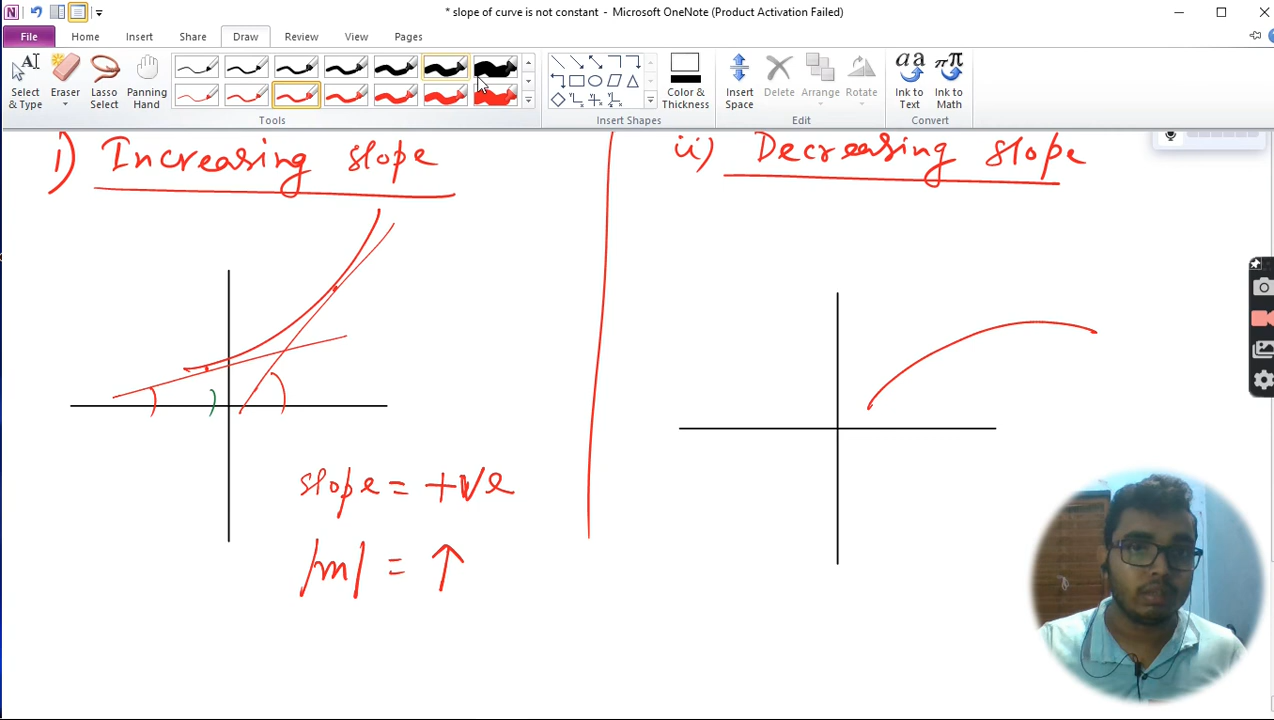 * slope of curve is not constant - Microsoft OneNote (Product Activation Failed)
File Home Insert Share Draw Review View Pages
Select & Type
Eraser
Lasso Select
Panning Hand
Color & Thickness
Insert Space
Delete
Arrange
Rotate
Ink to Text
Ink to Math
Tools
Insert Shapes
Edit
Convert
i) Increasing slope
slope = +ve
|m| = ↑
ii) Decreasing slope